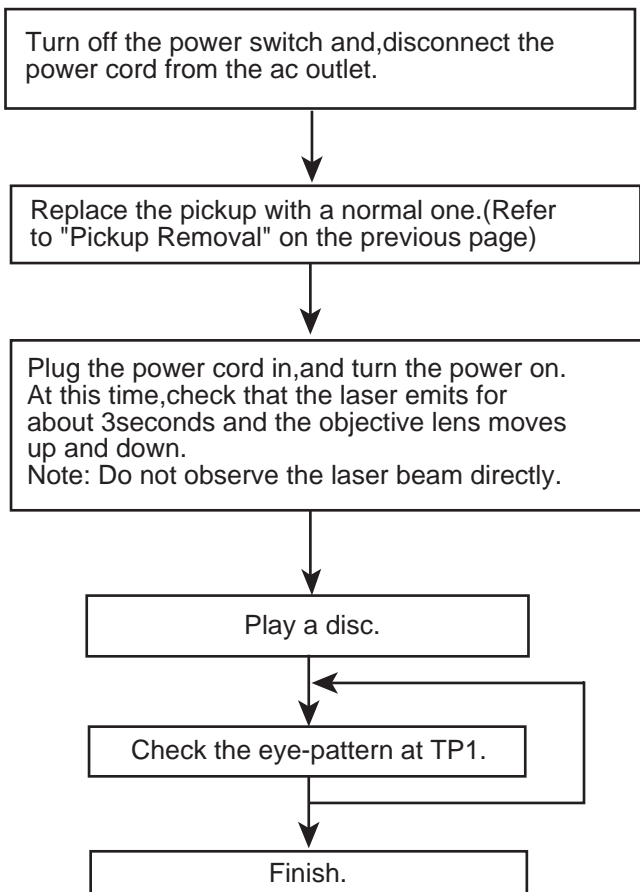 Turn off the power switch and,disconnect the
power cord from the ac outlet.
Replace the pickup with a normal one.(Refer
to "Pickup Removal" on the previous page)
Plug the power cord in,and turn the power on.
At this time,check that the laser emits for
about 3seconds and the objective lens moves
up and down.
Note: Do not observe the laser beam directly.
Play a disc.
Check the eye-pattern at TP1.
Finish.